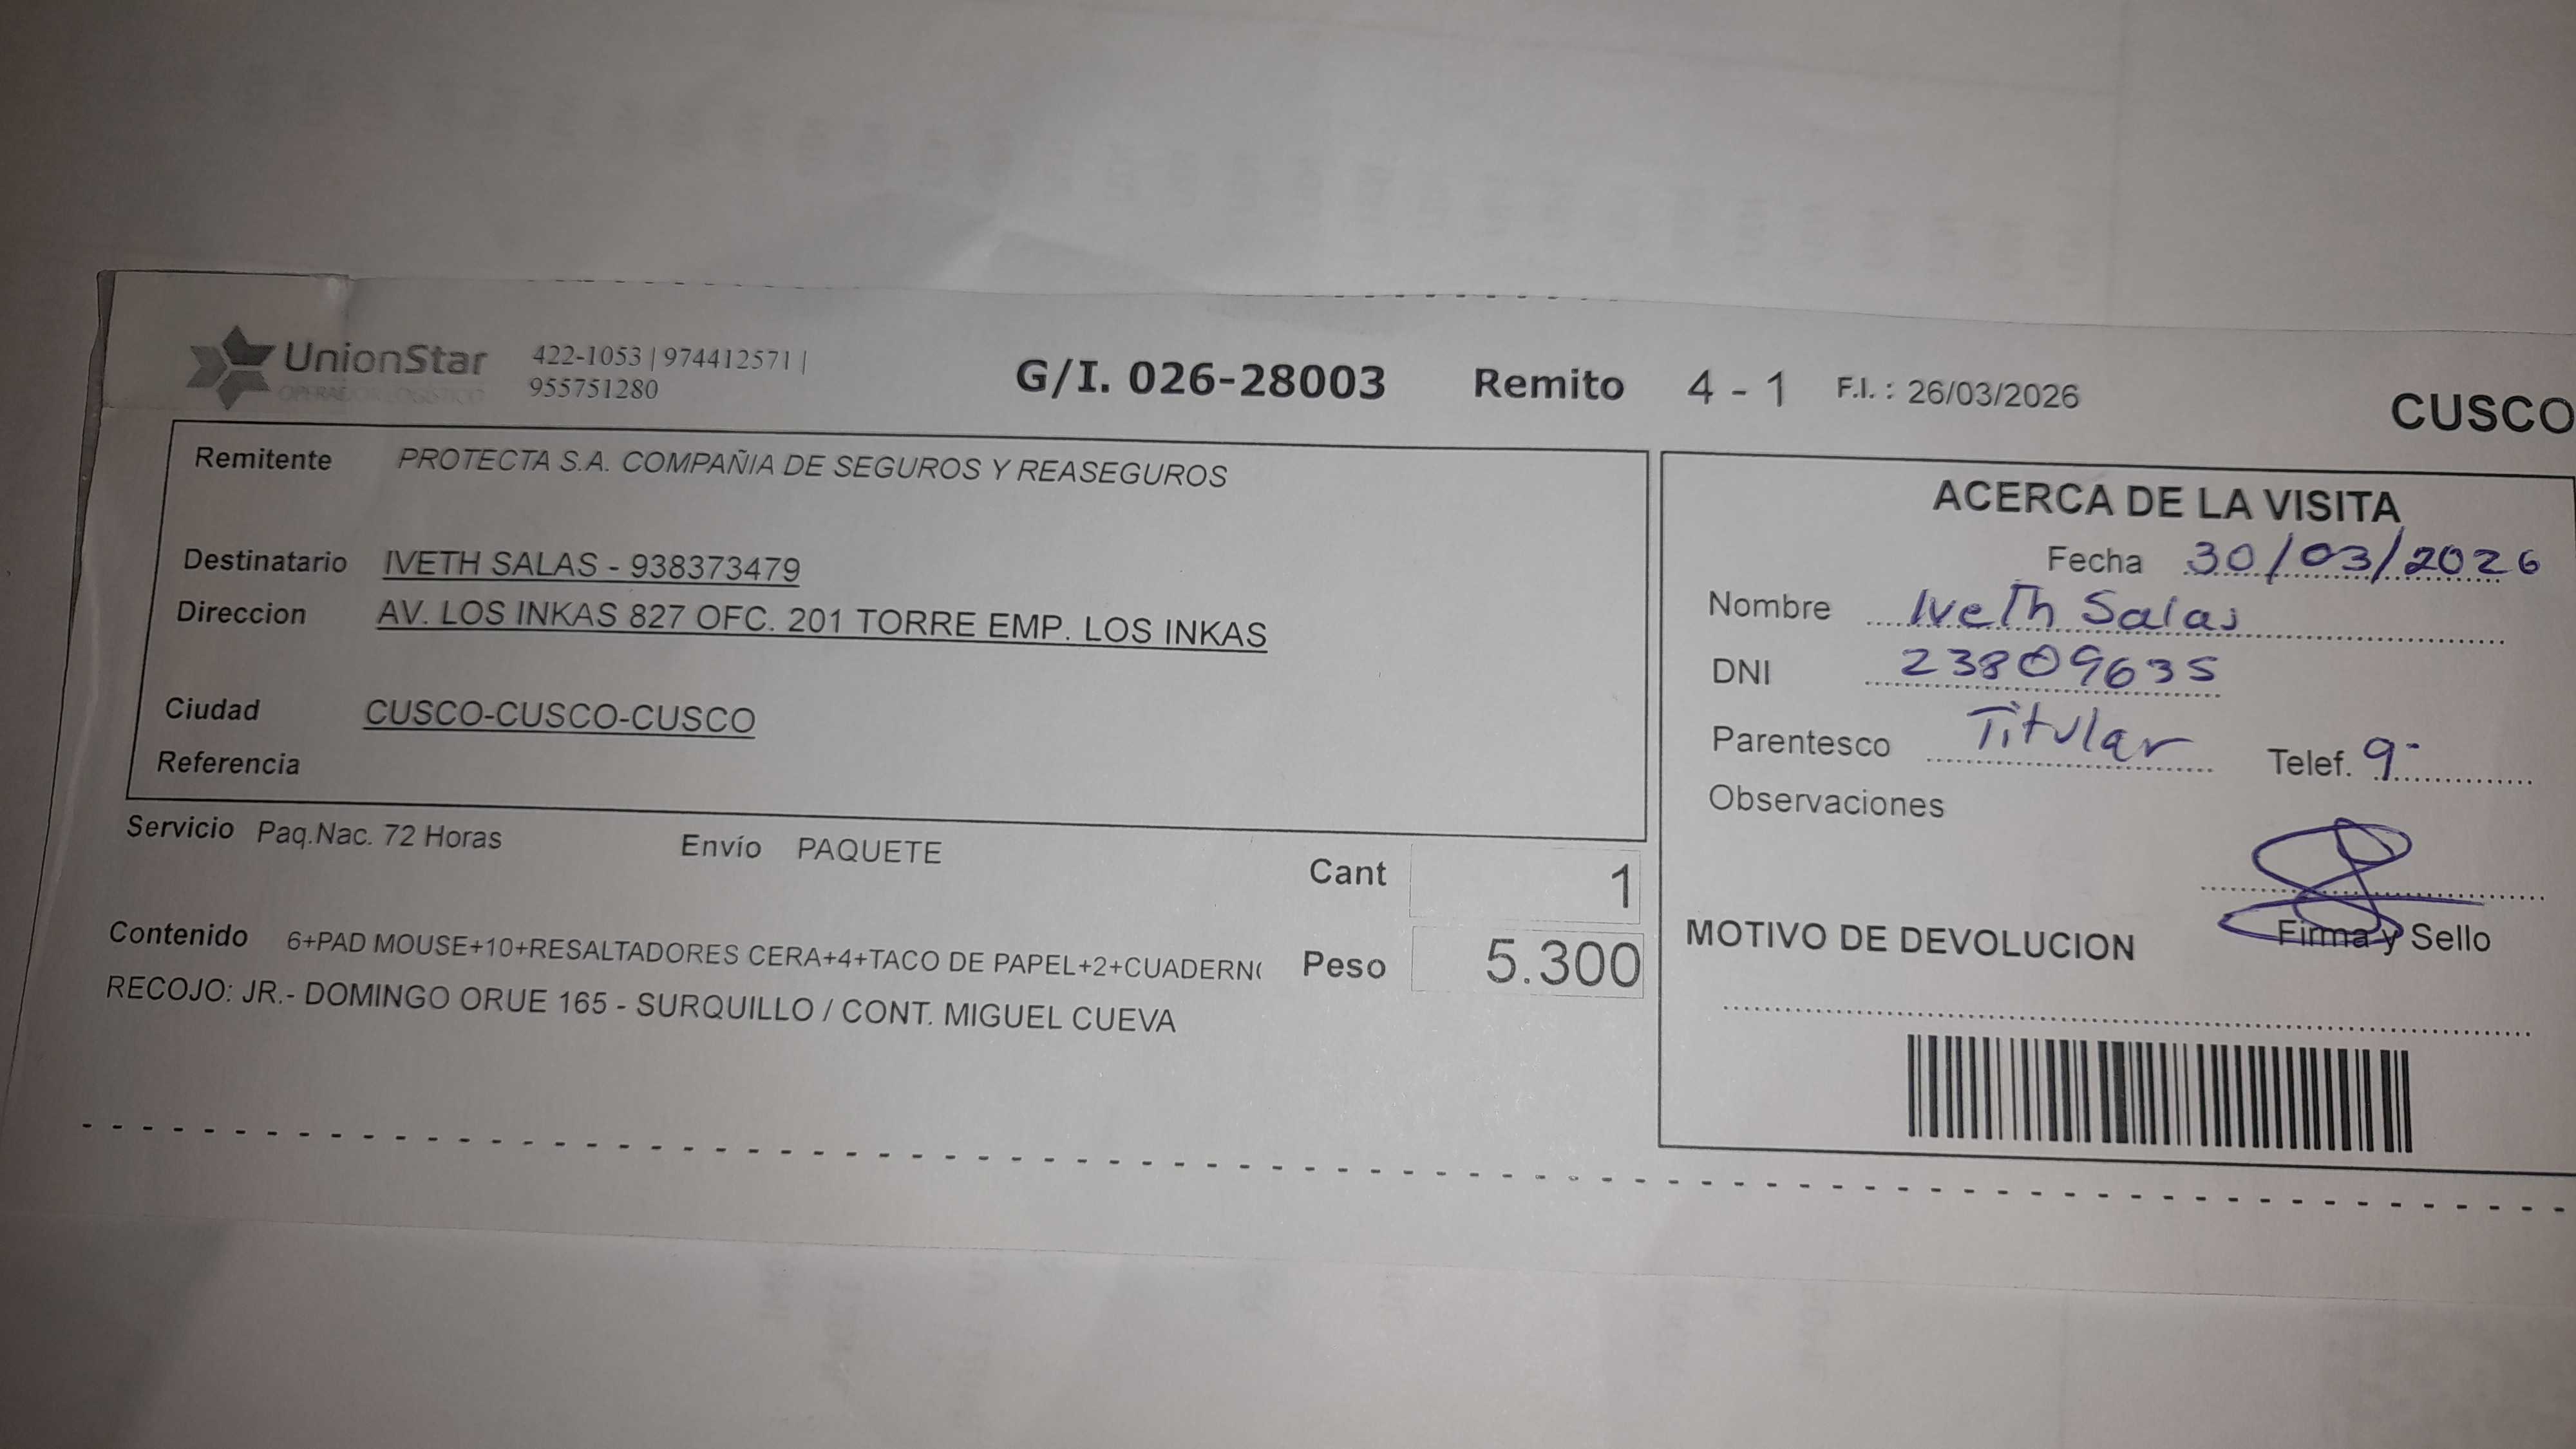 UnionStar
OPERADOR LOGISTICO
422-1053 | 974412571 |
955751280
G/I. 026-28003 Remito 4 - 1 F.I. : 26/03/2026
CUSCO
Remitente PROTECTA S.A. COMPAÑIA DE SEGUROS Y REASEGUROS
Destinatario IVETH SALAS - 938373479
Direccion AV. LOS INKAS 827 OFC. 201 TORRE EMP. LOS INKAS
Ciudad CUSCO-CUSCO-CUSCO
Referencia
Servicio Paq.Nac. 72 Horas Envío PAQUETE Cant 1
Contenido 6+PAD MOUSE+10+RESALTADORES CERA+4+TACO DE PAPEL+2+CUADERN Peso 5.300
RECOJO: JR.- DOMINGO ORUE 165 - SURQUILLO / CONT. MIGUEL CUEVA
ACERCA DE LA VISITA
Fecha 30/03/2026
Nombre Iveth Salas
DNI 23809635
Parentesco Titular Telef. 9-
Observaciones
Firma y Sello
MOTIVO DE DEVOLUCION